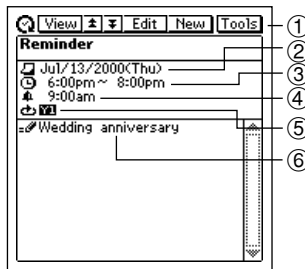 View Edit New Tools ①
Reminder ②
Jul/13/2000(Thu) ③
6:00pm~ 8:00pm
9:00am ④
Y1 ⑤
Wedding anniversary
⑥